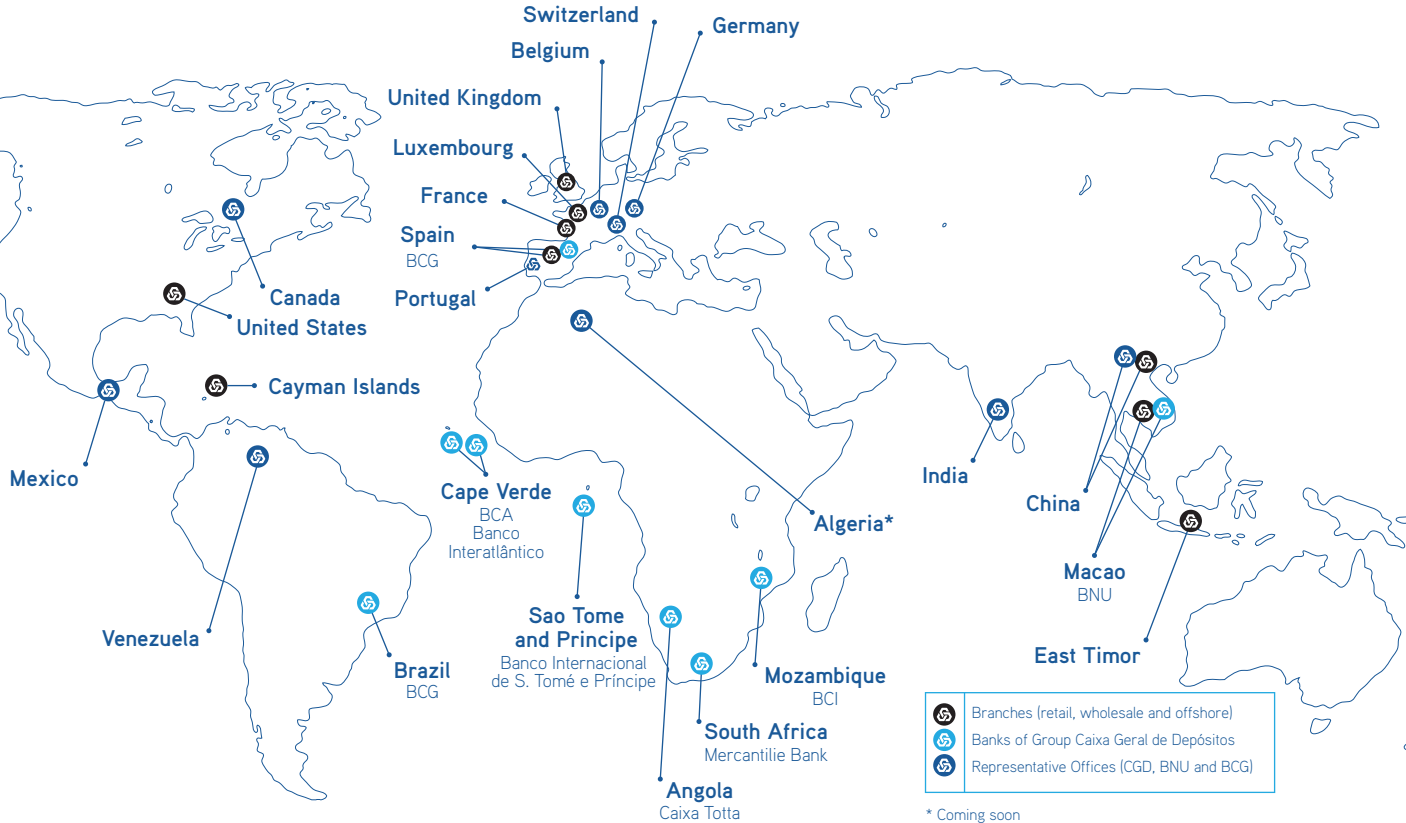 Switzerland
Germany
Belgium
United Kingdom
Luxembourg
France
Spain
BCG
Portugal
Canada
United States
Cayman Islands
Mexico
Cape Verde
BCA
Banco
Interatlântico
India
China
Algeria*
Macao
BNU
Venezuela
Brazil
BCG
Sao Tome
and Principe
Banco Internacional
de S. Tomé e Príncipe
Mozambique
BCI
East Timor
South Africa
Mercantilie Bank
Angola
Caixa Totta
Branches (retail, wholesale and offshore)
Banks of Group Caixa Geral de Depósitos
Representative Offices (CGD, BNU and BCG)
* Coming soon